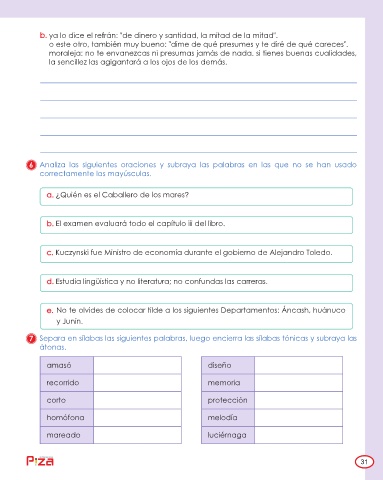 b. ya lo dice el refrán: "de dinero y santidad, la mitad de la mitad".
o este otro, también muy bueno: "dime de qué presumes y te diré de qué careces".
moraleja: no te envanezcas ni presumas jamás de nada. si tienes buenas cualidades,
la sencillez las agigantará a los ojos de los demás.
6 Analiza las siguientes oraciones y subraya las palabras en las que no se han usado
correctamente las mayúsculas.
a. ¿Quién es el Caballero de los mares?
b. El examen evaluará todo el capítulo iii del libro.
c. Kuczynski fue Ministro de economía durante el gobierno de Alejandro Toledo.
d. Estudia lingüística y no literatura; no confundas las carreras.
e. No te olvides de colocar tilde a los siguientes Departamentos: Áncash, huánuco
y Junín.
7 Separa en sílabas las siguientes palabras, luego encierra las sílabas tónicas y subraya las
átonas.
amasó diseño
recorrido memoria
corto protección
homófona melodía
mareado luciérnaga
Piza 31